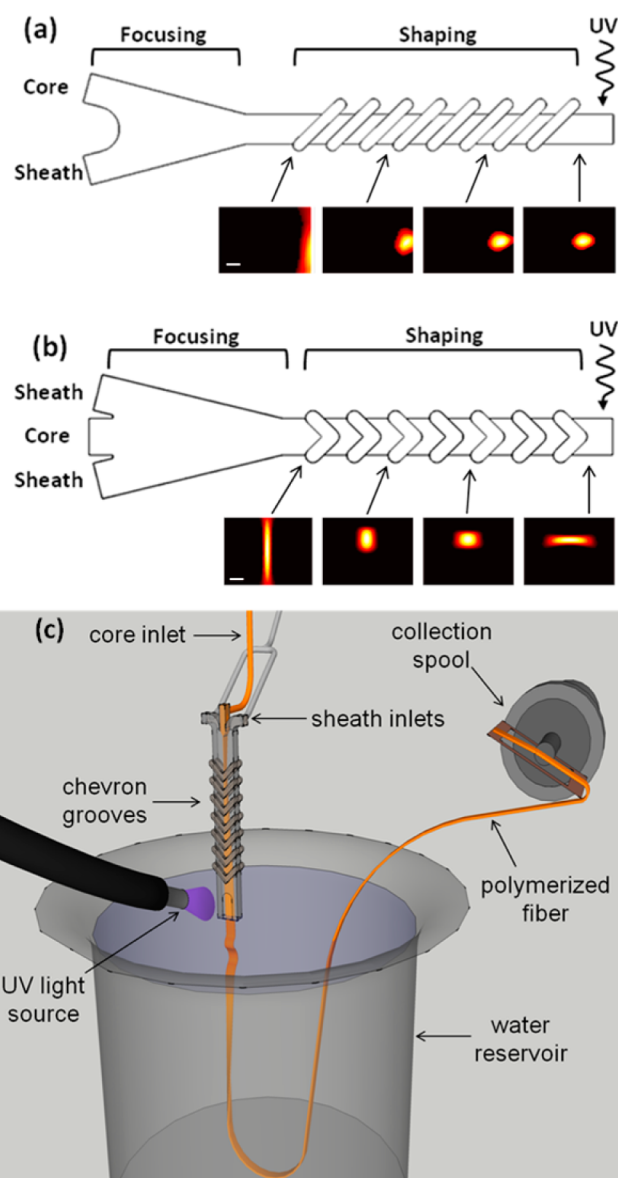 (a)
Focusing
Shaping
UV
Core
Sheath
(b)
Focusing
Shaping
UV
Sheath
Core
Sheath
(c)
core inlet
collection
spool
sheath inlets
chevron
grooves
polymerized
fiber
UV light
source
water
reservoir